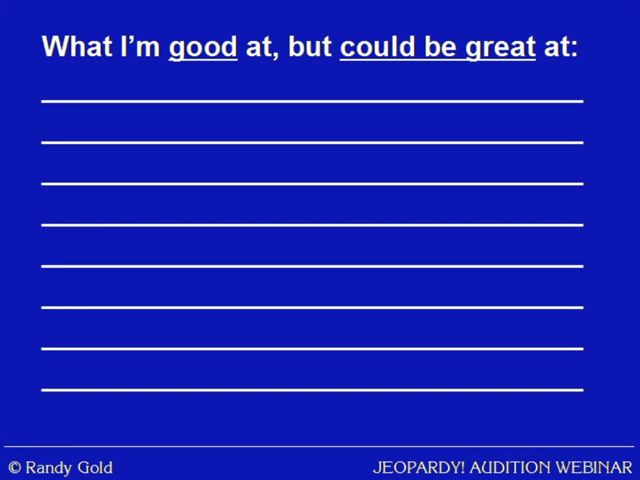 What I’m good at, but could be great at:
© Randy Gold
JEOPARDY! AUDITION WEBINAR